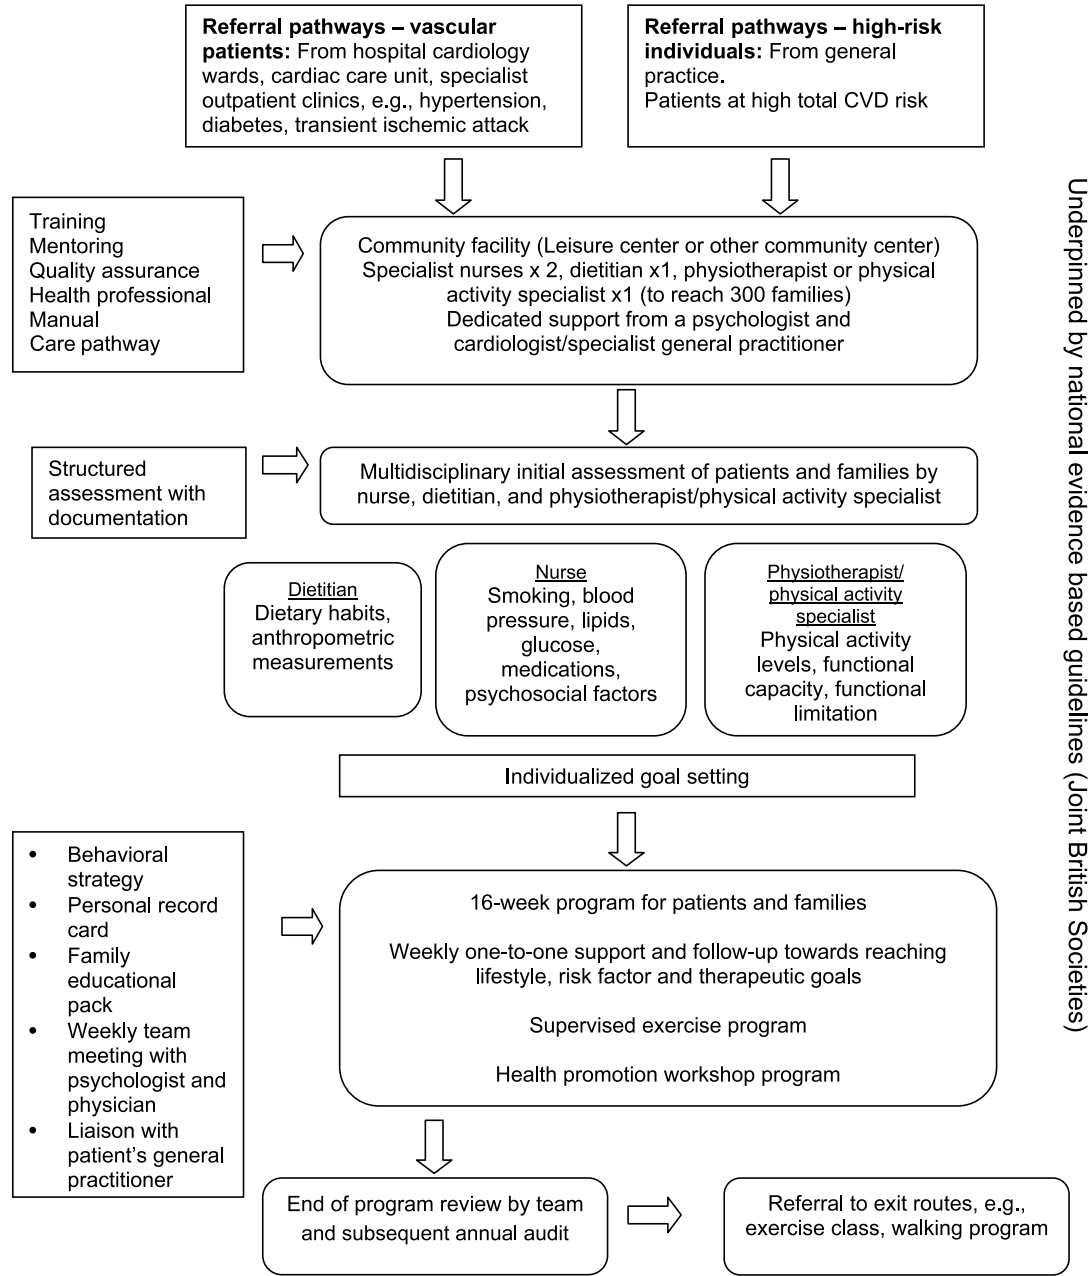 Referral pathways – vascular
patients: From hospital cardiology
wards, cardiac care unit, specialist
outpatient clinics, e.g., hypertension,
diabetes, transient ischemic attack
Referral pathways – high-risk
individuals: From general
practice.
Patients at high total CVD risk
Training
Mentoring
Quality assurance
Health professional
Manual
Care pathway
Community facility (Leisure center or other community center)
Specialist nurses x 2, dietitian x1, physiotherapist or physical
activity specialist x1 (to reach 300 families)
Dedicated support from a psychologist and
cardiologist/specialist general practitioner
Structured
assessment with
documentation
Multidisciplinary initial assessment of patients and families by
nurse, dietitian, and physiotherapist/physical activity specialist
Dietitian
Dietary habits,
anthropometric
measurements
Nurse
Smoking, blood
pressure, lipids,
glucose,
medications,
psychosocial factors
Physiotherapist/
physical activity
specialist
Physical activity
levels, functional
capacity, functional
limitation
Individualized goal setting
• Behavioral
strategy
• Personal record
card
• Family
educational
pack
• Weekly team
meeting with
psychologist and
physician
• Liaison with
patient's general
practitioner
16-week program for patients and families
Weekly one-to-one support and follow-up towards reaching
lifestyle, risk factor and therapeutic goals
Supervised exercise program
Health promotion workshop program
End of program review by team
and subsequent annual audit
Referral to exit routes, e.g.,
exercise class, walking program
Underpinned by national evidence based guidelines (Joint British Societies)